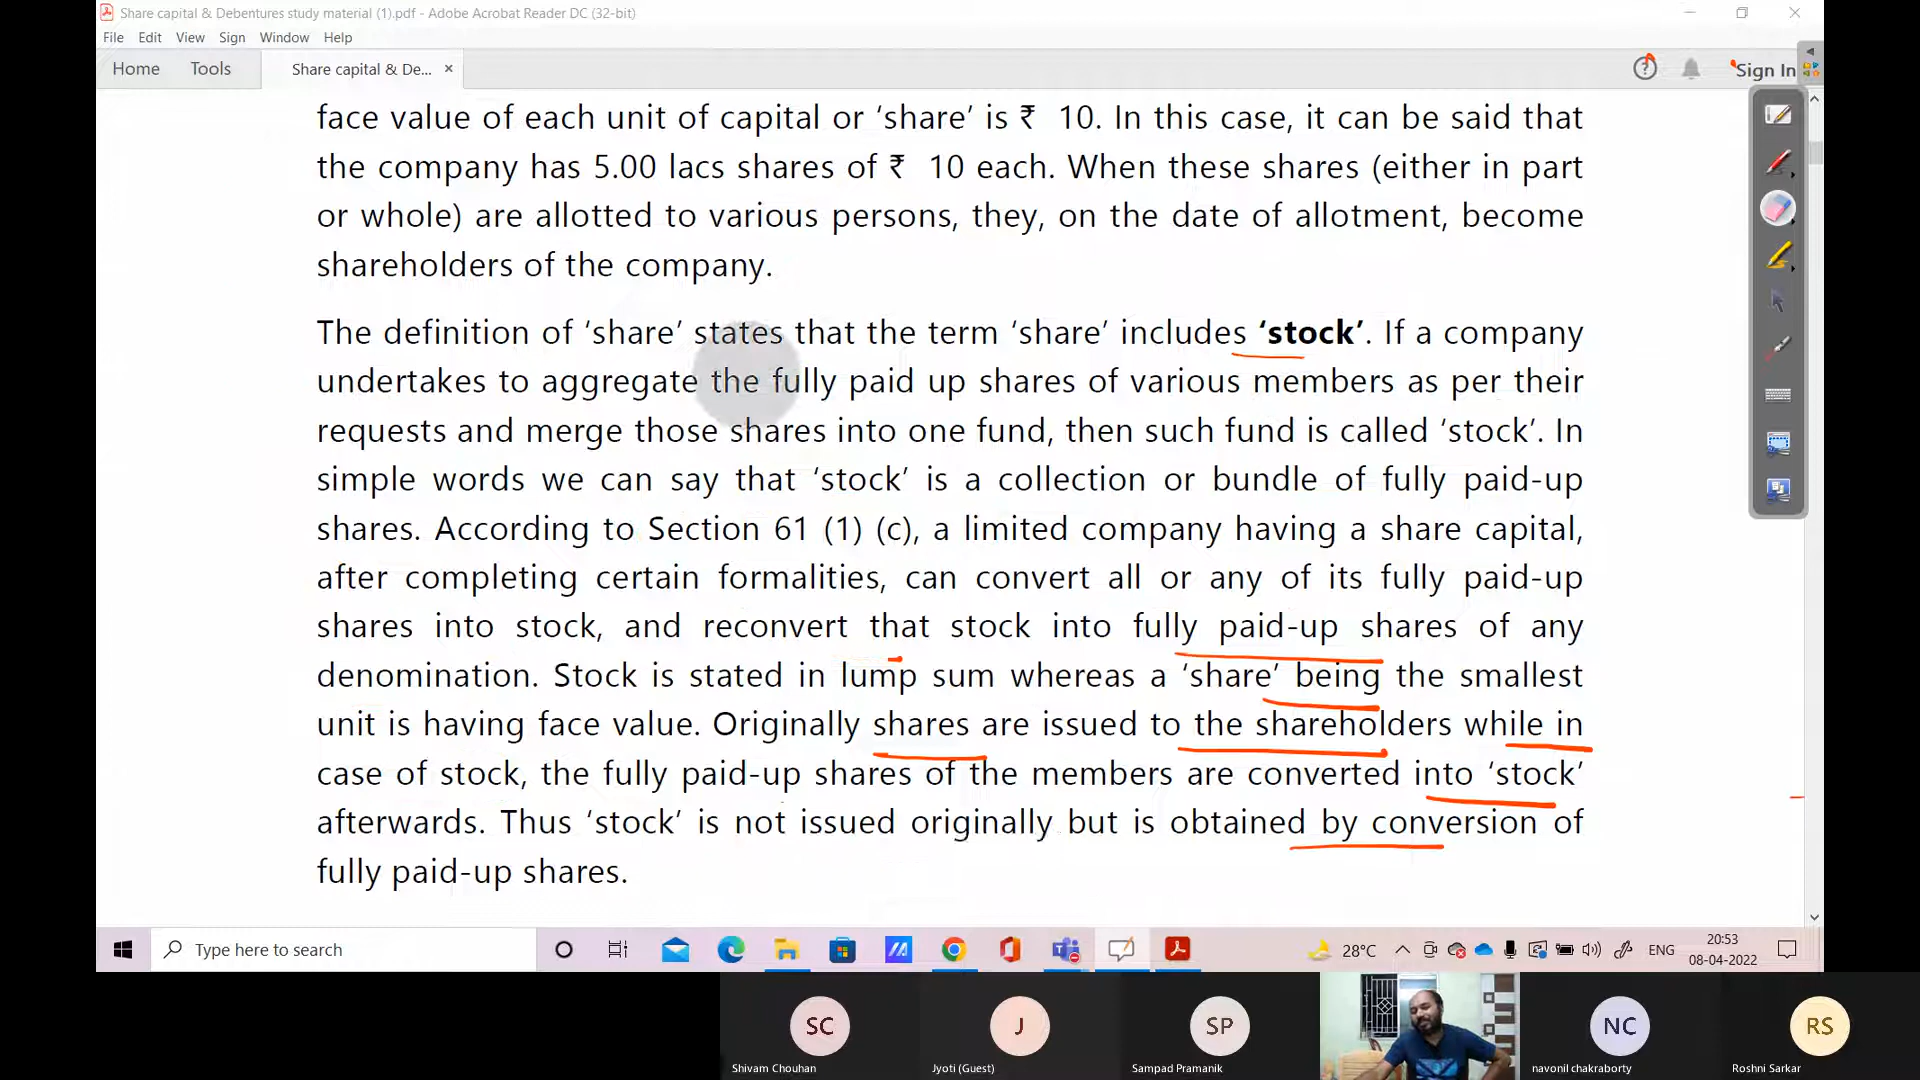 Share capital & Debentures study material (1).pdf - Adobe Acrobat Reader DC (32-bit)
File Edit View Sign Window Help
Home Tools Share capital & De... × Sign In
face value of each unit of capital or ‘share’ is ₹ 10. In this case, it can be said that
the company has 5.00 lacs shares of ₹ 10 each. When these shares (either in part
or whole) are allotted to various persons, they, on the date of allotment, become
shareholders of the company.
The definition of ‘share’ states that the term ‘share’ includes ‘stock’. If a company
undertakes to aggregate the fully paid up shares of various members as per their
requests and merge those shares into one fund, then such fund is called ‘stock’. In
simple words we can say that ‘stock’ is a collection or bundle of fully paid-up
shares. According to Section 61 (1) (c), a limited company having a share capital,
after completing certain formalities, can convert all or any of its fully paid-up
shares into stock, and reconvert that stock into fully paid-up shares of any
denomination. Stock is stated in lump sum whereas a ‘share’ being the smallest
unit is having face value. Originally shares are issued to the shareholders while in
case of stock, the fully paid-up shares of the members are converted into ‘stock’
afterwards. Thus ‘stock’ is not issued originally but is obtained by conversion of
fully paid-up shares.
Type here to search 28°C ENG 20:53
08-04-2022
SC J SP NC RS
Shivam Chouhan Jyoti (Guest) Sampad Pramanik navonil chakraborty Roshni Sarkar